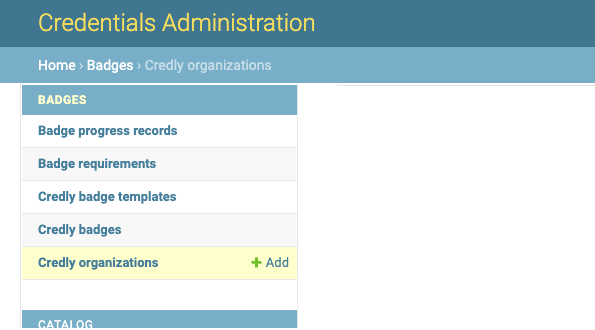 Credentials Administration
Home › Badges › Credly organizations
BADGES
Badge progress records
Badge requirements
Credly badge templates
Credly badges
Credly organizations + Add
CATALOG